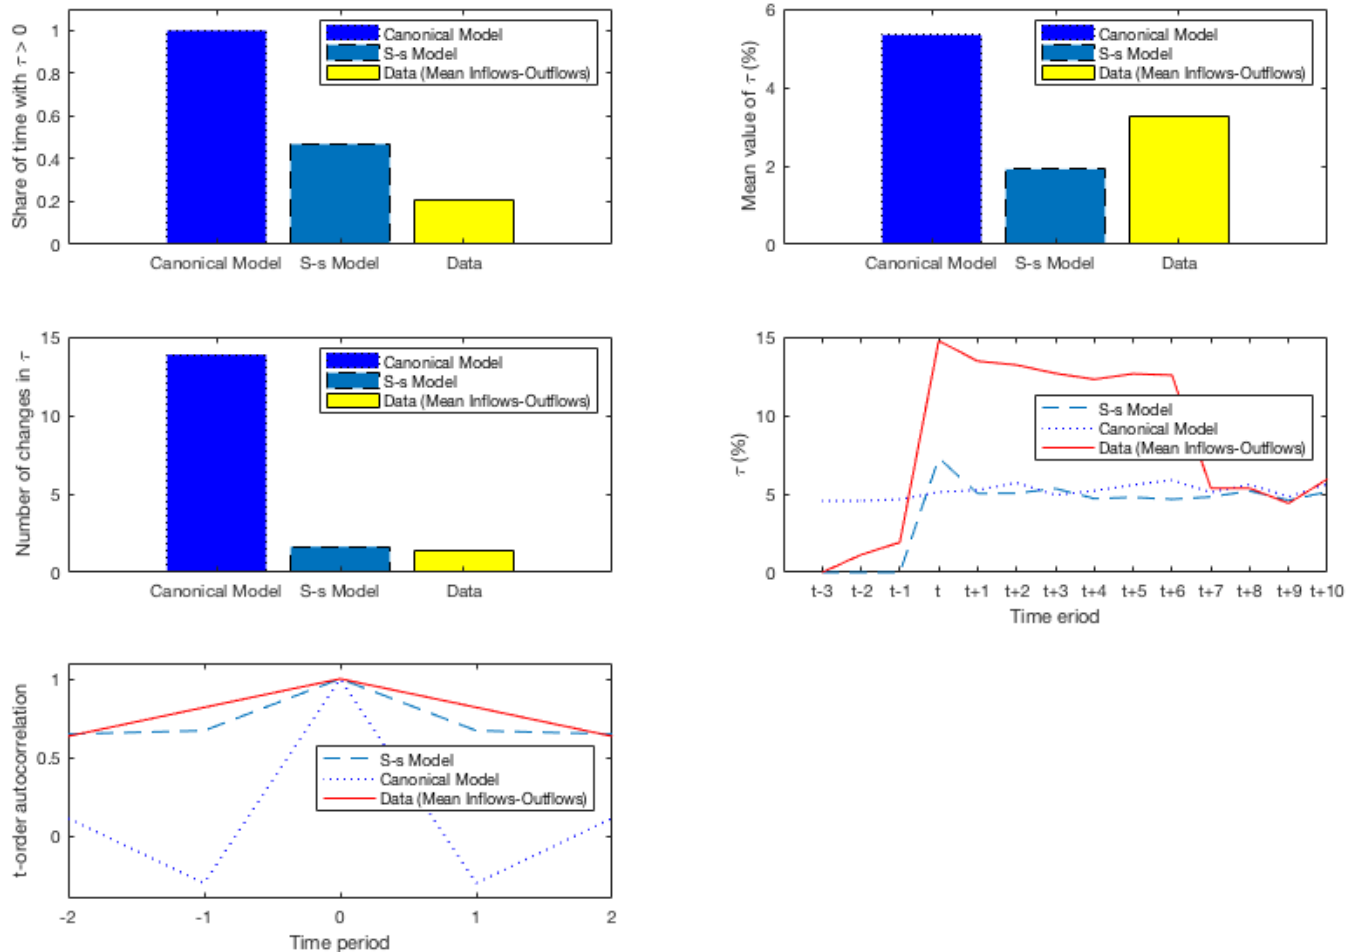 Share of time with τ > 0
1
0.8
0.6
0.4
0.2
0
Canonical Model
S-s Model
Data (Mean Inflows-Outflows)
Canonical Model
S-s Model
Data
Mean value of τ (%)
6
4
2
0
Canonical Model
S-s Model
Data (Mean Inflows-Outflows)
Canonical Model
S-s Model
Data
Number of changes in τ
15
10
5
0
Canonical Model
S-s Model
Data (Mean Inflows-Outflows)
Canonical Model
S-s Model
Data
τ (%)
15
10
5
0
S-s Model
Canonical Model
Data (Mean Inflows-Outflows)
t-3 t-2 t-1 t t+1 t+2 t+3 t+4 t+5 t+6 t+7 t+8 t+9 t+10
Time eriod
t-order autocorrelation
1
0.5
0
S-s Model
Canonical Model
Data (Mean Inflows-Outflows)
-2 -1 0 1 2
Time period